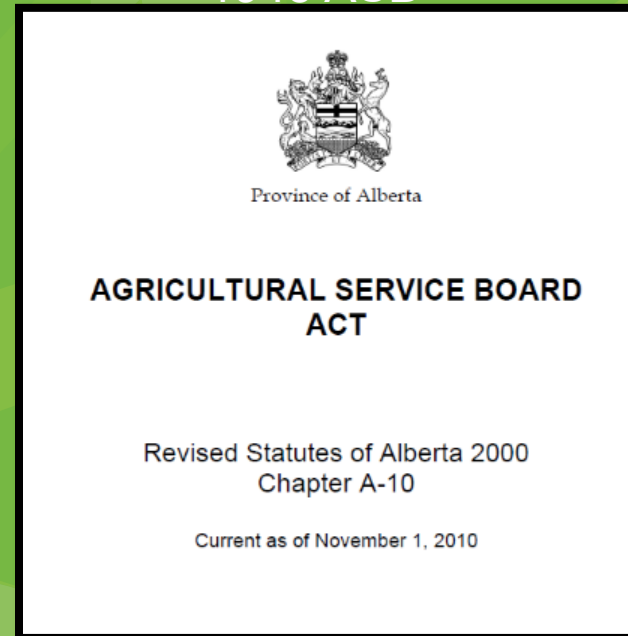 Province of Alberta
AGRICULTURAL SERVICE BOARD
ACT
Revised Statutes of Alberta 2000
Chapter A-10
Current as of November 1, 2010